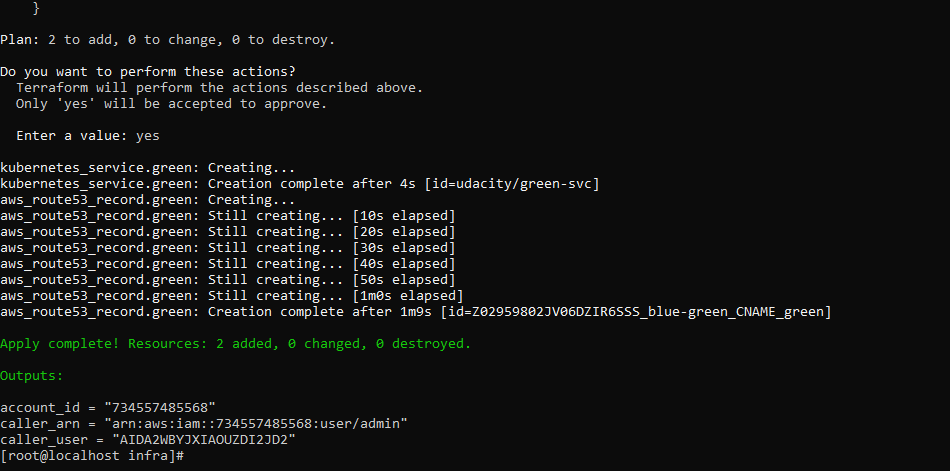 }
Plan: 2 to add, 0 to change, 0 to destroy.
Do you want to perform these actions?
Terraform will perform the actions described above.
Only 'yes' will be accepted to approve.
Enter a value: yes
kubernetes_service.green: Creating...
kubernetes_service.green: Creation complete after 4s [id=udacity/green-svc]
aws_route53_record.green: Creating...
aws_route53_record.green: Still creating... [10s elapsed]
aws_route53_record.green: Still creating... [20s elapsed]
aws_route53_record.green: Still creating... [30s elapsed]
aws_route53_record.green: Still creating... [40s elapsed]
aws_route53_record.green: Still creating... [50s elapsed]
aws_route53_record.green: Still creating... [1m0s elapsed]
aws_route53_record.green: Creation complete after 1m9s [id=Z02959802JV06DZIR6SSS_blue-green_CNAME_green]
Apply complete! Resources: 2 added, 0 changed, 0 destroyed.
Outputs:
account_id = "734557485568"
caller_arn = "arn:aws:iam::734557485568:user/admin"
caller_user = "AIDA2WBYJXIAOUZDI2JD2"
[root@localhost infra]#